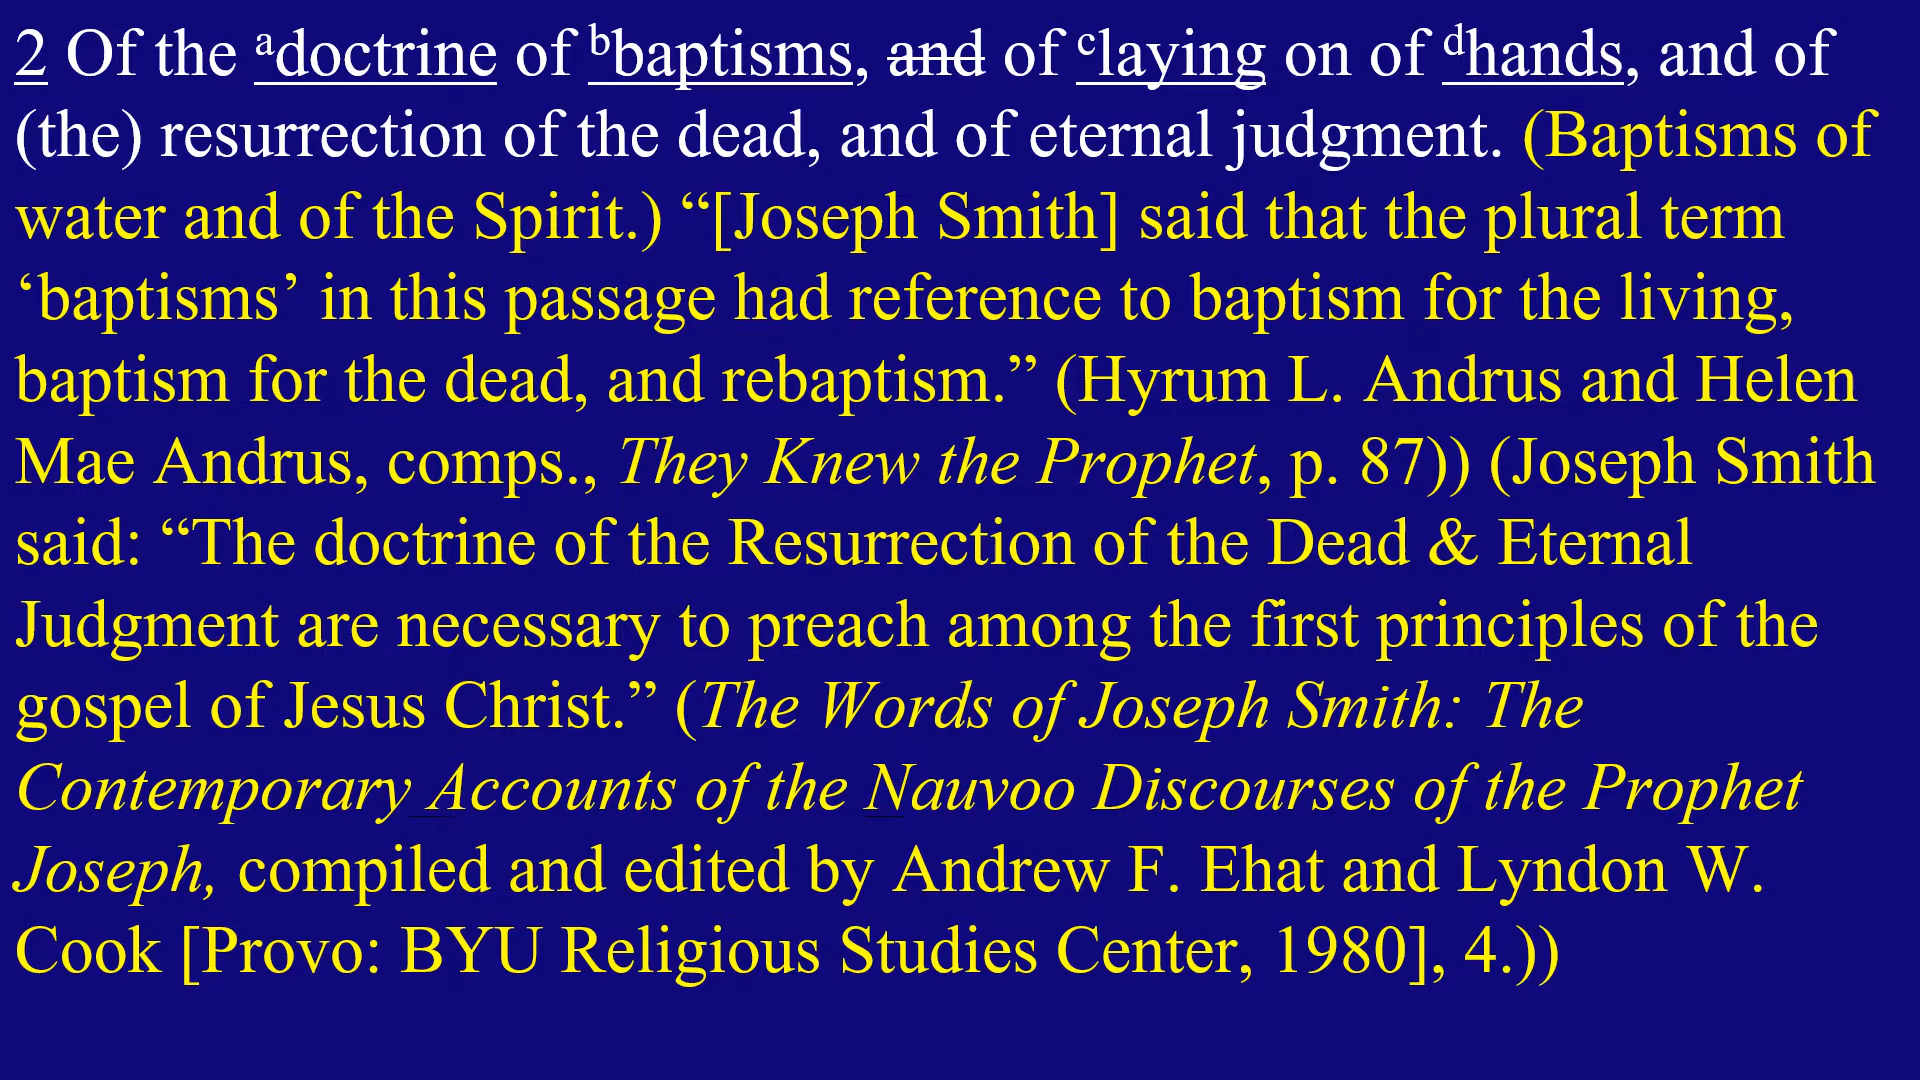 2 Of the adoctrine of bbaptisms, and of claying on of dhands, and of
(the) resurrection of the dead, and of eternal judgment. (Baptisms of
water and of the Spirit.) “[Joseph Smith] said that the plural term
‘baptisms’ in this passage had reference to baptism for the living,
baptism for the dead, and rebaptism.” (Hyrum L. Andrus and Helen
Mae Andrus, comps., They Knew the Prophet, p. 87)) (Joseph Smith
said: “The doctrine of the Resurrection of the Dead & Eternal
Judgment are necessary to preach among the first principles of the
gospel of Jesus Christ.” (The Words of Joseph Smith: The
Contemporary Accounts of the Nauvoo Discourses of the Prophet
Joseph, compiled and edited by Andrew F. Ehat and Lyndon W.
Cook [Provo: BYU Religious Studies Center, 1980], 4.))